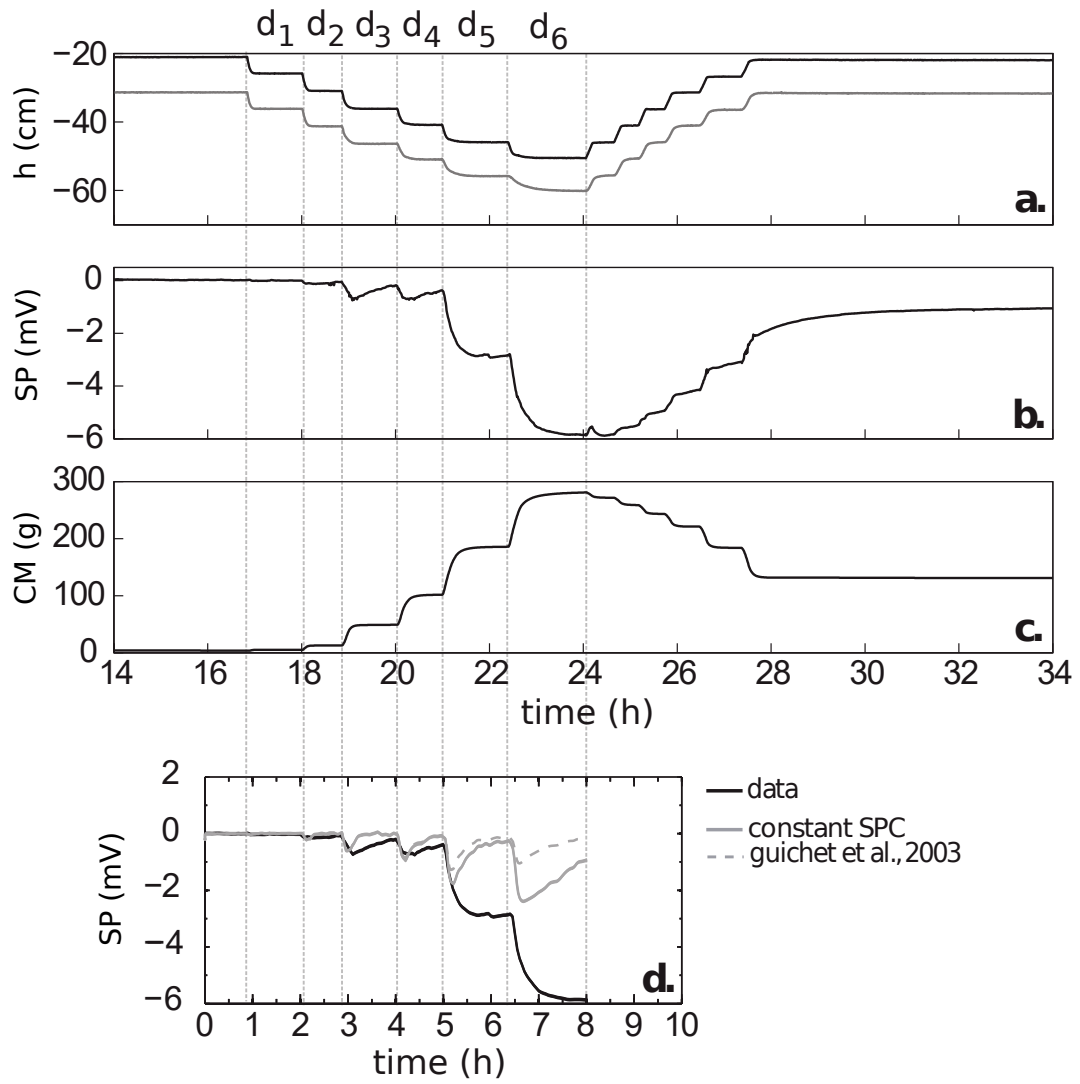 d1 d2 d3 d4 d5 d6
−20
−40
−60
h (cm)
a.
0
−2
−4
−6
SP (mV)
b.
300
200
100
0
CM (g)
c.
14 16 18 20 22 24 26 28 30 32 34
time (h)
2
0
−2
−4
−6
SP (mV)
d.
0 1 2 3 4 5 6 7 8 9 10
time (h)
data
constant SPC
guichet et al., 2003